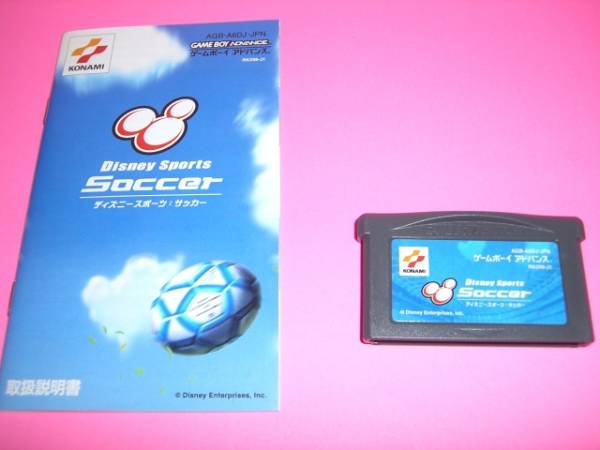 AGB-A6DJ-JPN
GAME BOY ADVANCE
ゲームボーイ アドバンス
KONAMI
Disney Sports
Soccer
ディズニースポーツ：サッカー
取扱説明書
© Disney Enterprises, Inc.
AGB-A6DJ-JPN
ゲームボーイ アドバンス
KONAMI
Disney Sports
Soccer
ディズニースポーツ：サッカー
© Disney Enterprises, Inc.